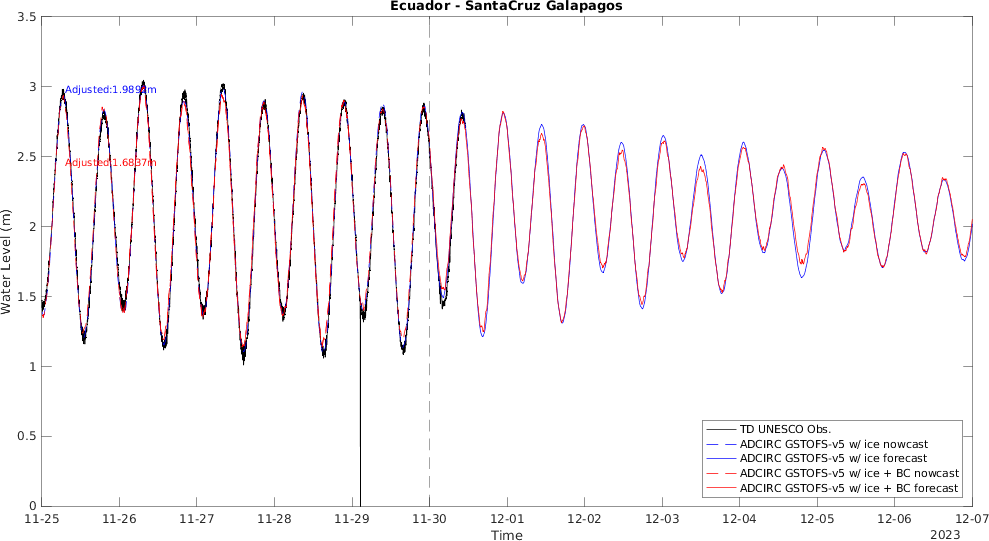 Ecuador - SantaCruz Galapagos
3.5
3
2.5
2
1.5
1
0.5
0
Water Level (m)
Adjusted:1.989 m
Adjusted:1.6837m
TD UNESCO Obs.
ADCIRC GSTOFS-v5 w/ ice nowcast
ADCIRC GSTOFS-v5 w/ ice forecast
ADCIRC GSTOFS-v5 w/ ice + BC nowcast
ADCIRC GSTOFS-v5 w/ ice + BC forecast
11-25 11-26 11-27 11-28 11-29 11-30 12-01 12-02 12-03 12-04 12-05 12-06 12-07
Time
2023